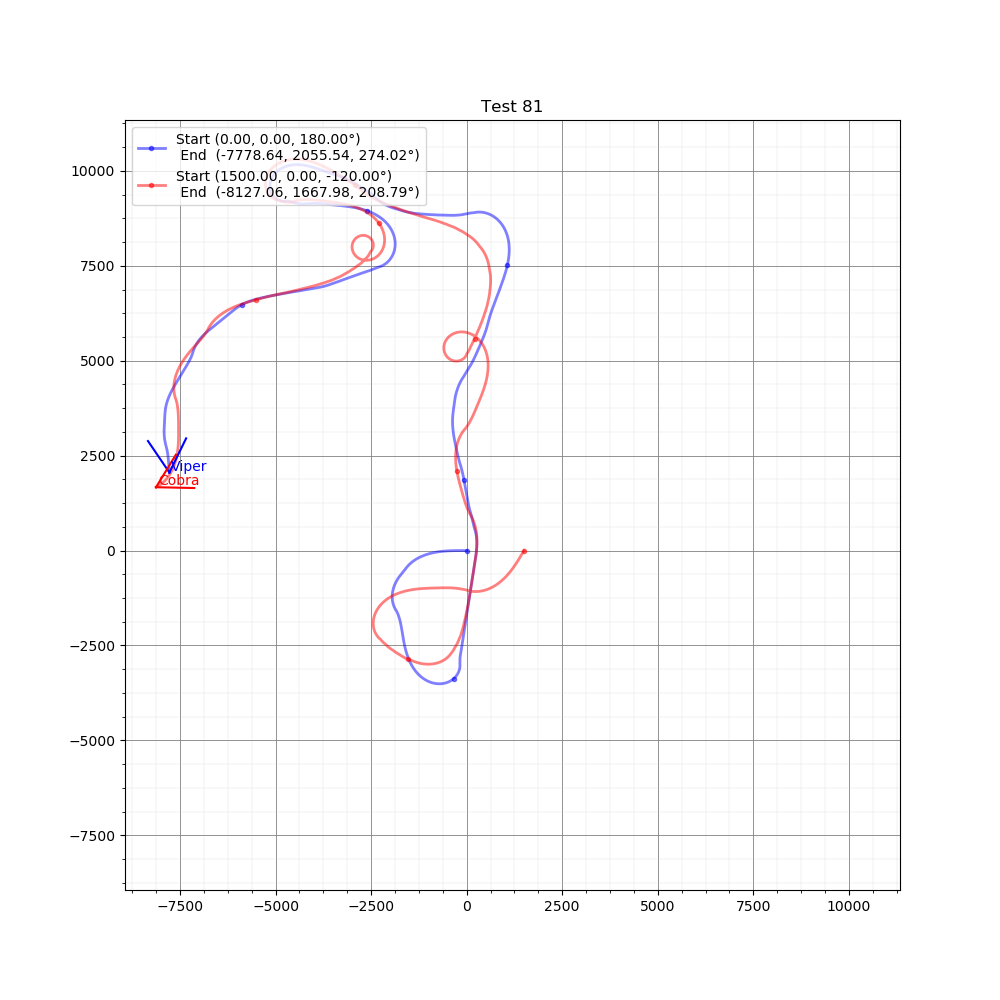 Test 81
Start (0.00, 0.00, 180.00°)
End  (-7778.64, 2055.54, 274.02°)
Start (1500.00, 0.00, -120.00°)
End  (-8127.06, 1667.98, 208.79°)
10000
7500
5000
2500
0
−2500
−5000
−7500
Viper
Cobra
−7500 −5000 −2500 0 2500 5000 7500 10000